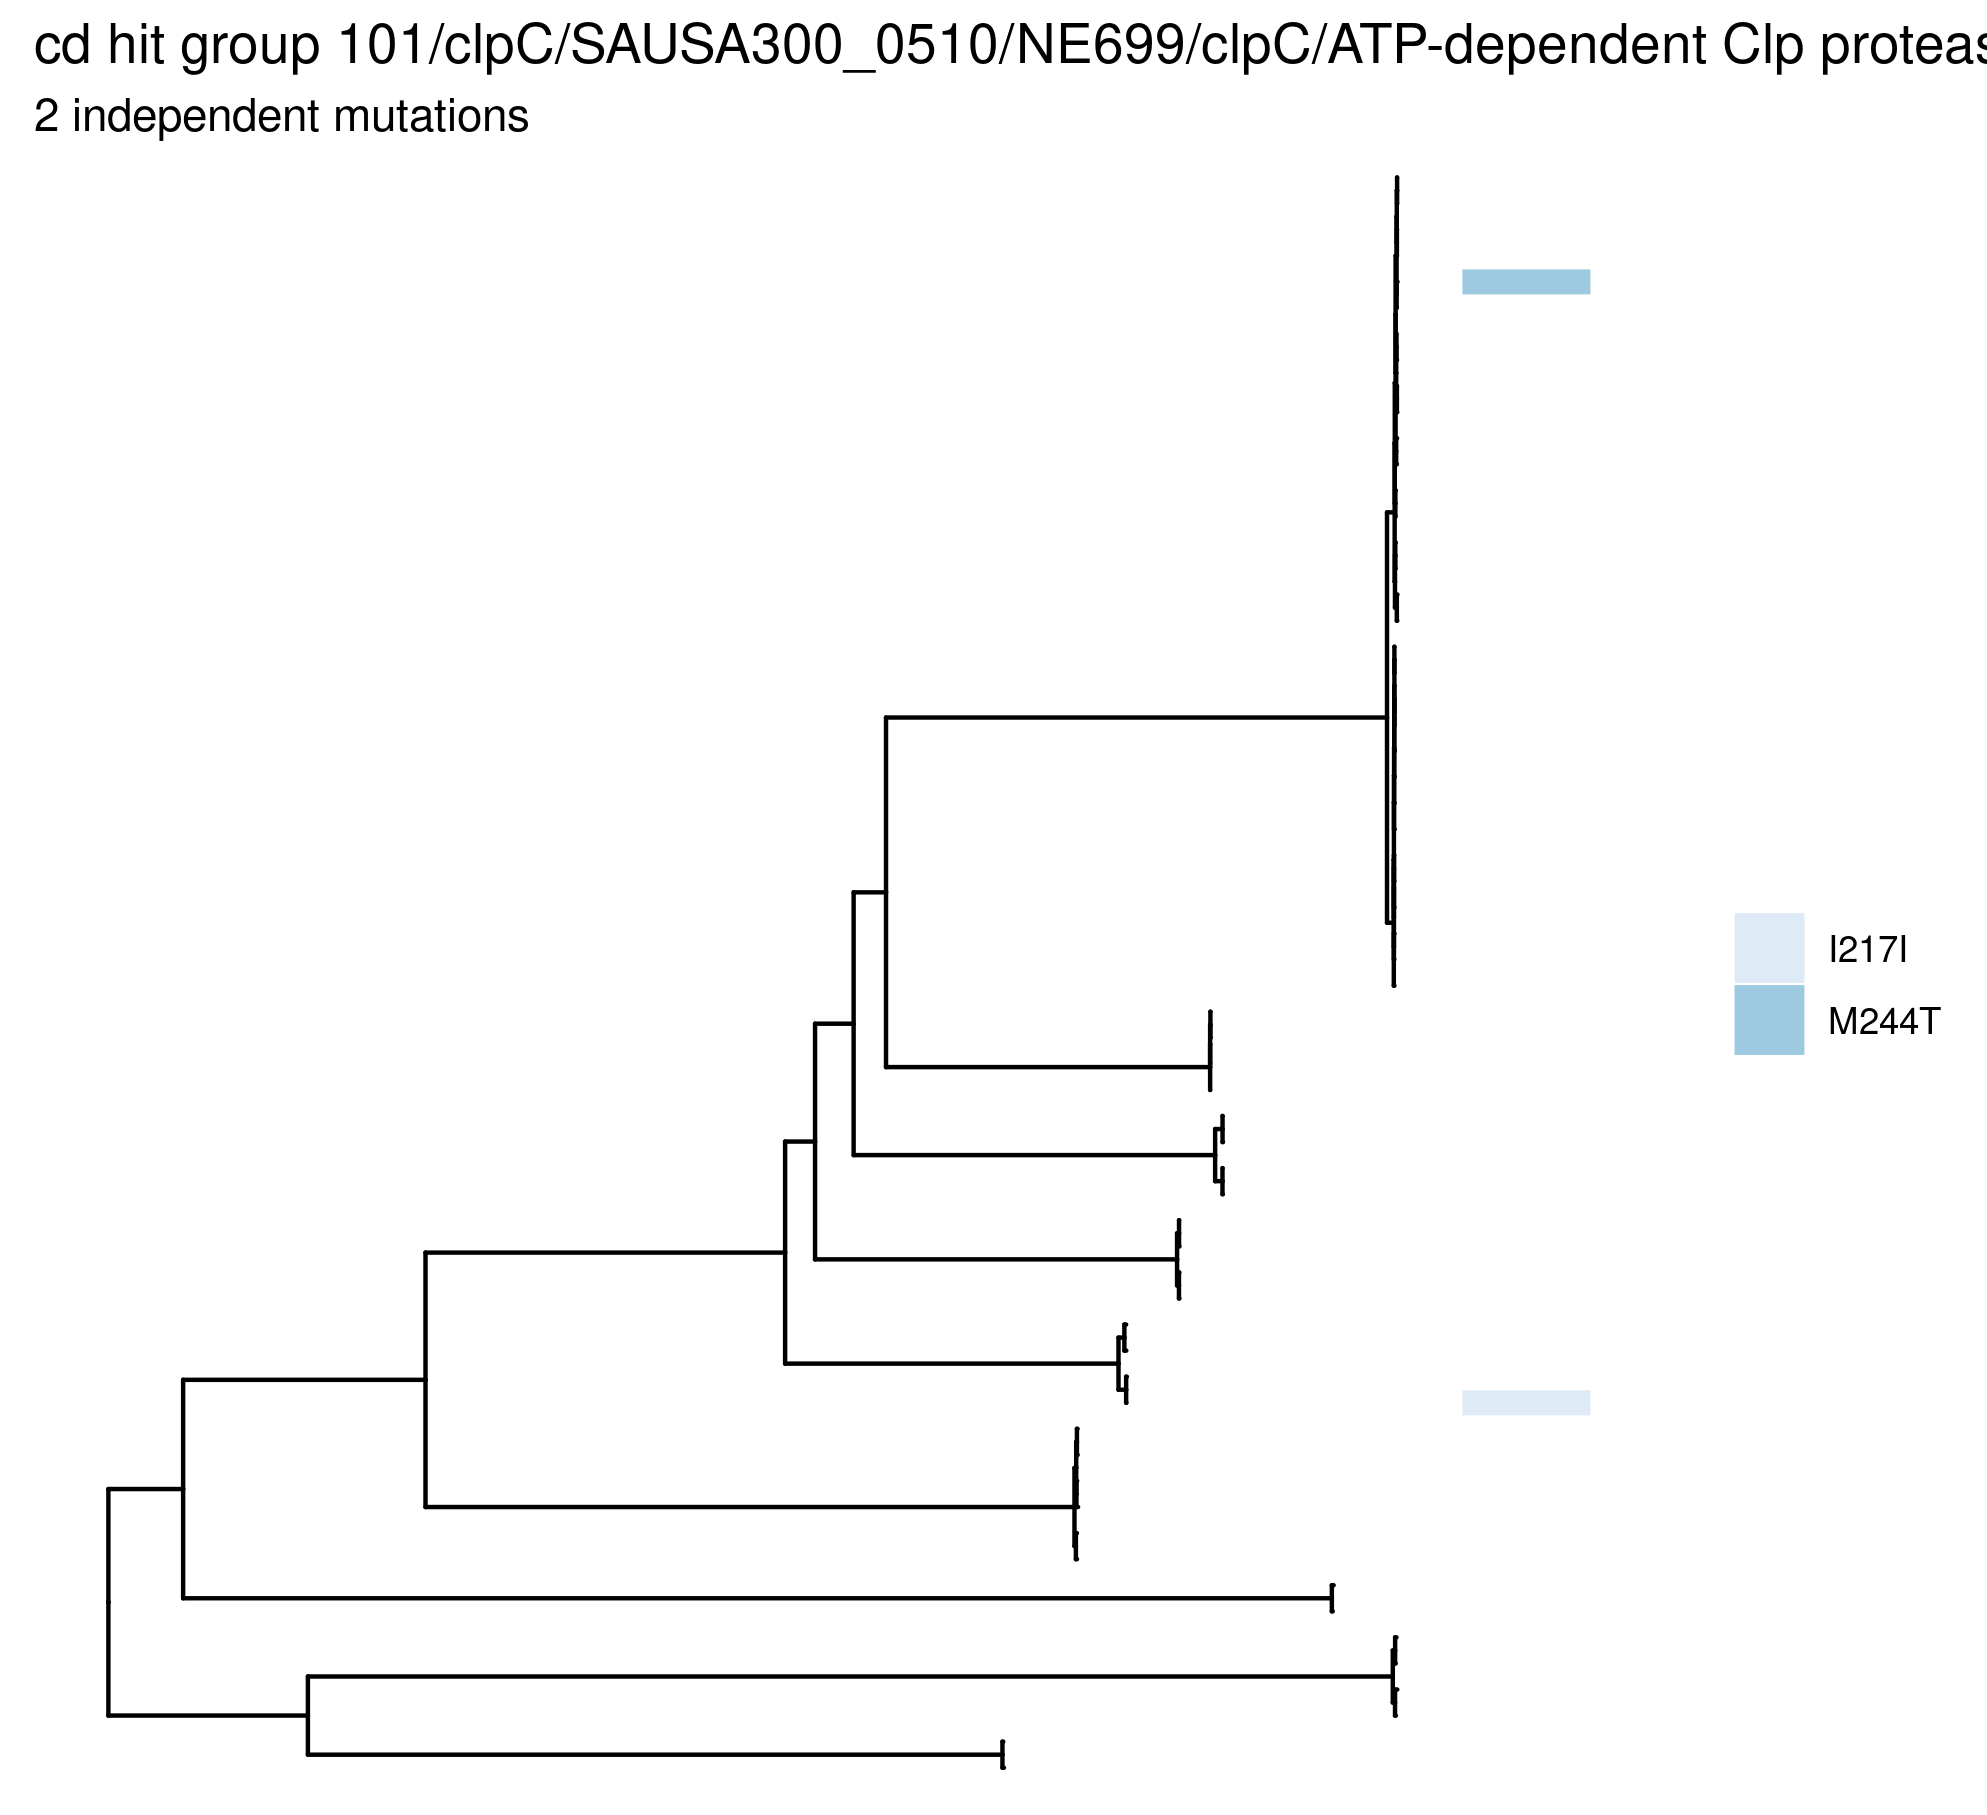 cd hit group 101/clpC/SAUSA300_0510/NE699/clpC/ATP-dependent Clp proteas
2 independent mutations
I217I
M244T